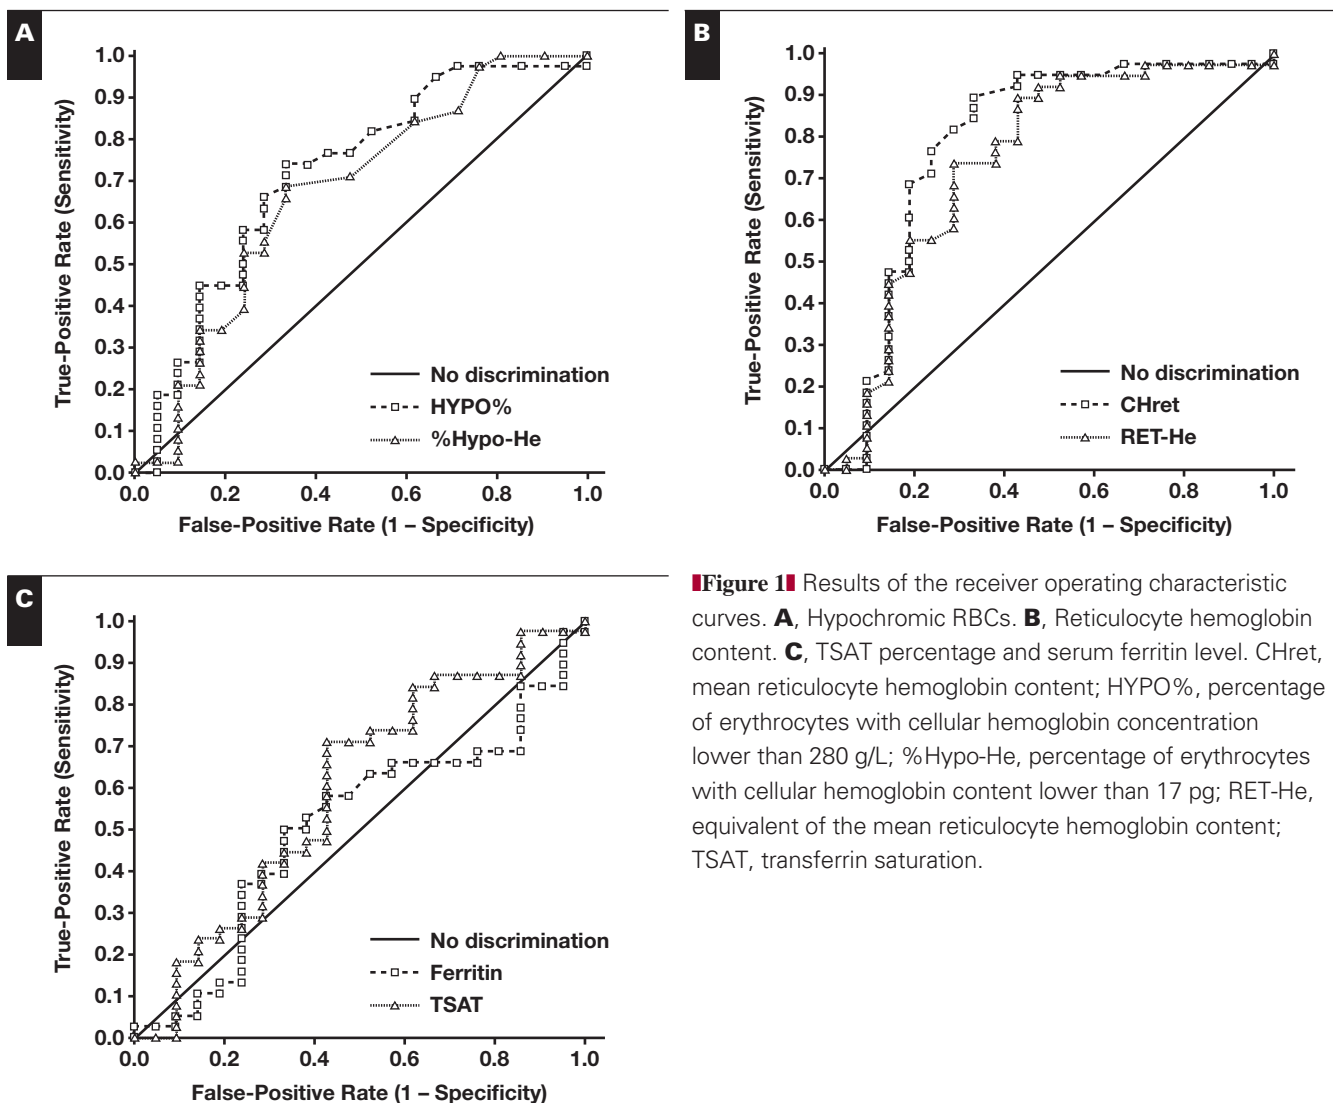 A
1.0
0.9
0.8
0.7
0.6
0.5
0.4
0.3
0.2
0.1
0.0
True-Positive Rate (Sensitivity)
No discrimination
HYPO%
%Hypo-He
0.0 0.2 0.4 0.6 0.8 1.0
False-Positive Rate (1 – Specificity)
B
1.0
0.9
0.8
0.7
0.6
0.5
0.4
0.3
0.2
0.1
0.0
True-Positive Rate (Sensitivity)
No discrimination
CHret
RET-He
0.0 0.2 0.4 0.6 0.8 1.0
False-Positive Rate (1 – Specificity)
C
1.0
0.9
0.8
0.7
0.6
0.5
0.4
0.3
0.2
0.1
0.0
True-Positive Rate (Sensitivity)
No discrimination
Ferritin
TSAT
0.0 0.2 0.4 0.6 0.8 1.0
False-Positive Rate (1 – Specificity)
Figure 1 Results of the receiver operating characteristic
curves. A, Hypochromic RBCs. B, Reticulocyte hemoglobin
content. C, TSAT percentage and serum ferritin level. CHret,
mean reticulocyte hemoglobin content; HYPO%, percentage
of erythrocytes with cellular hemoglobin concentration
lower than 280 g/L; %Hypo-He, percentage of erythrocytes
with cellular hemoglobin content lower than 17 pg; RET-He,
equivalent of the mean reticulocyte hemoglobin content;
TSAT, transferrin saturation.